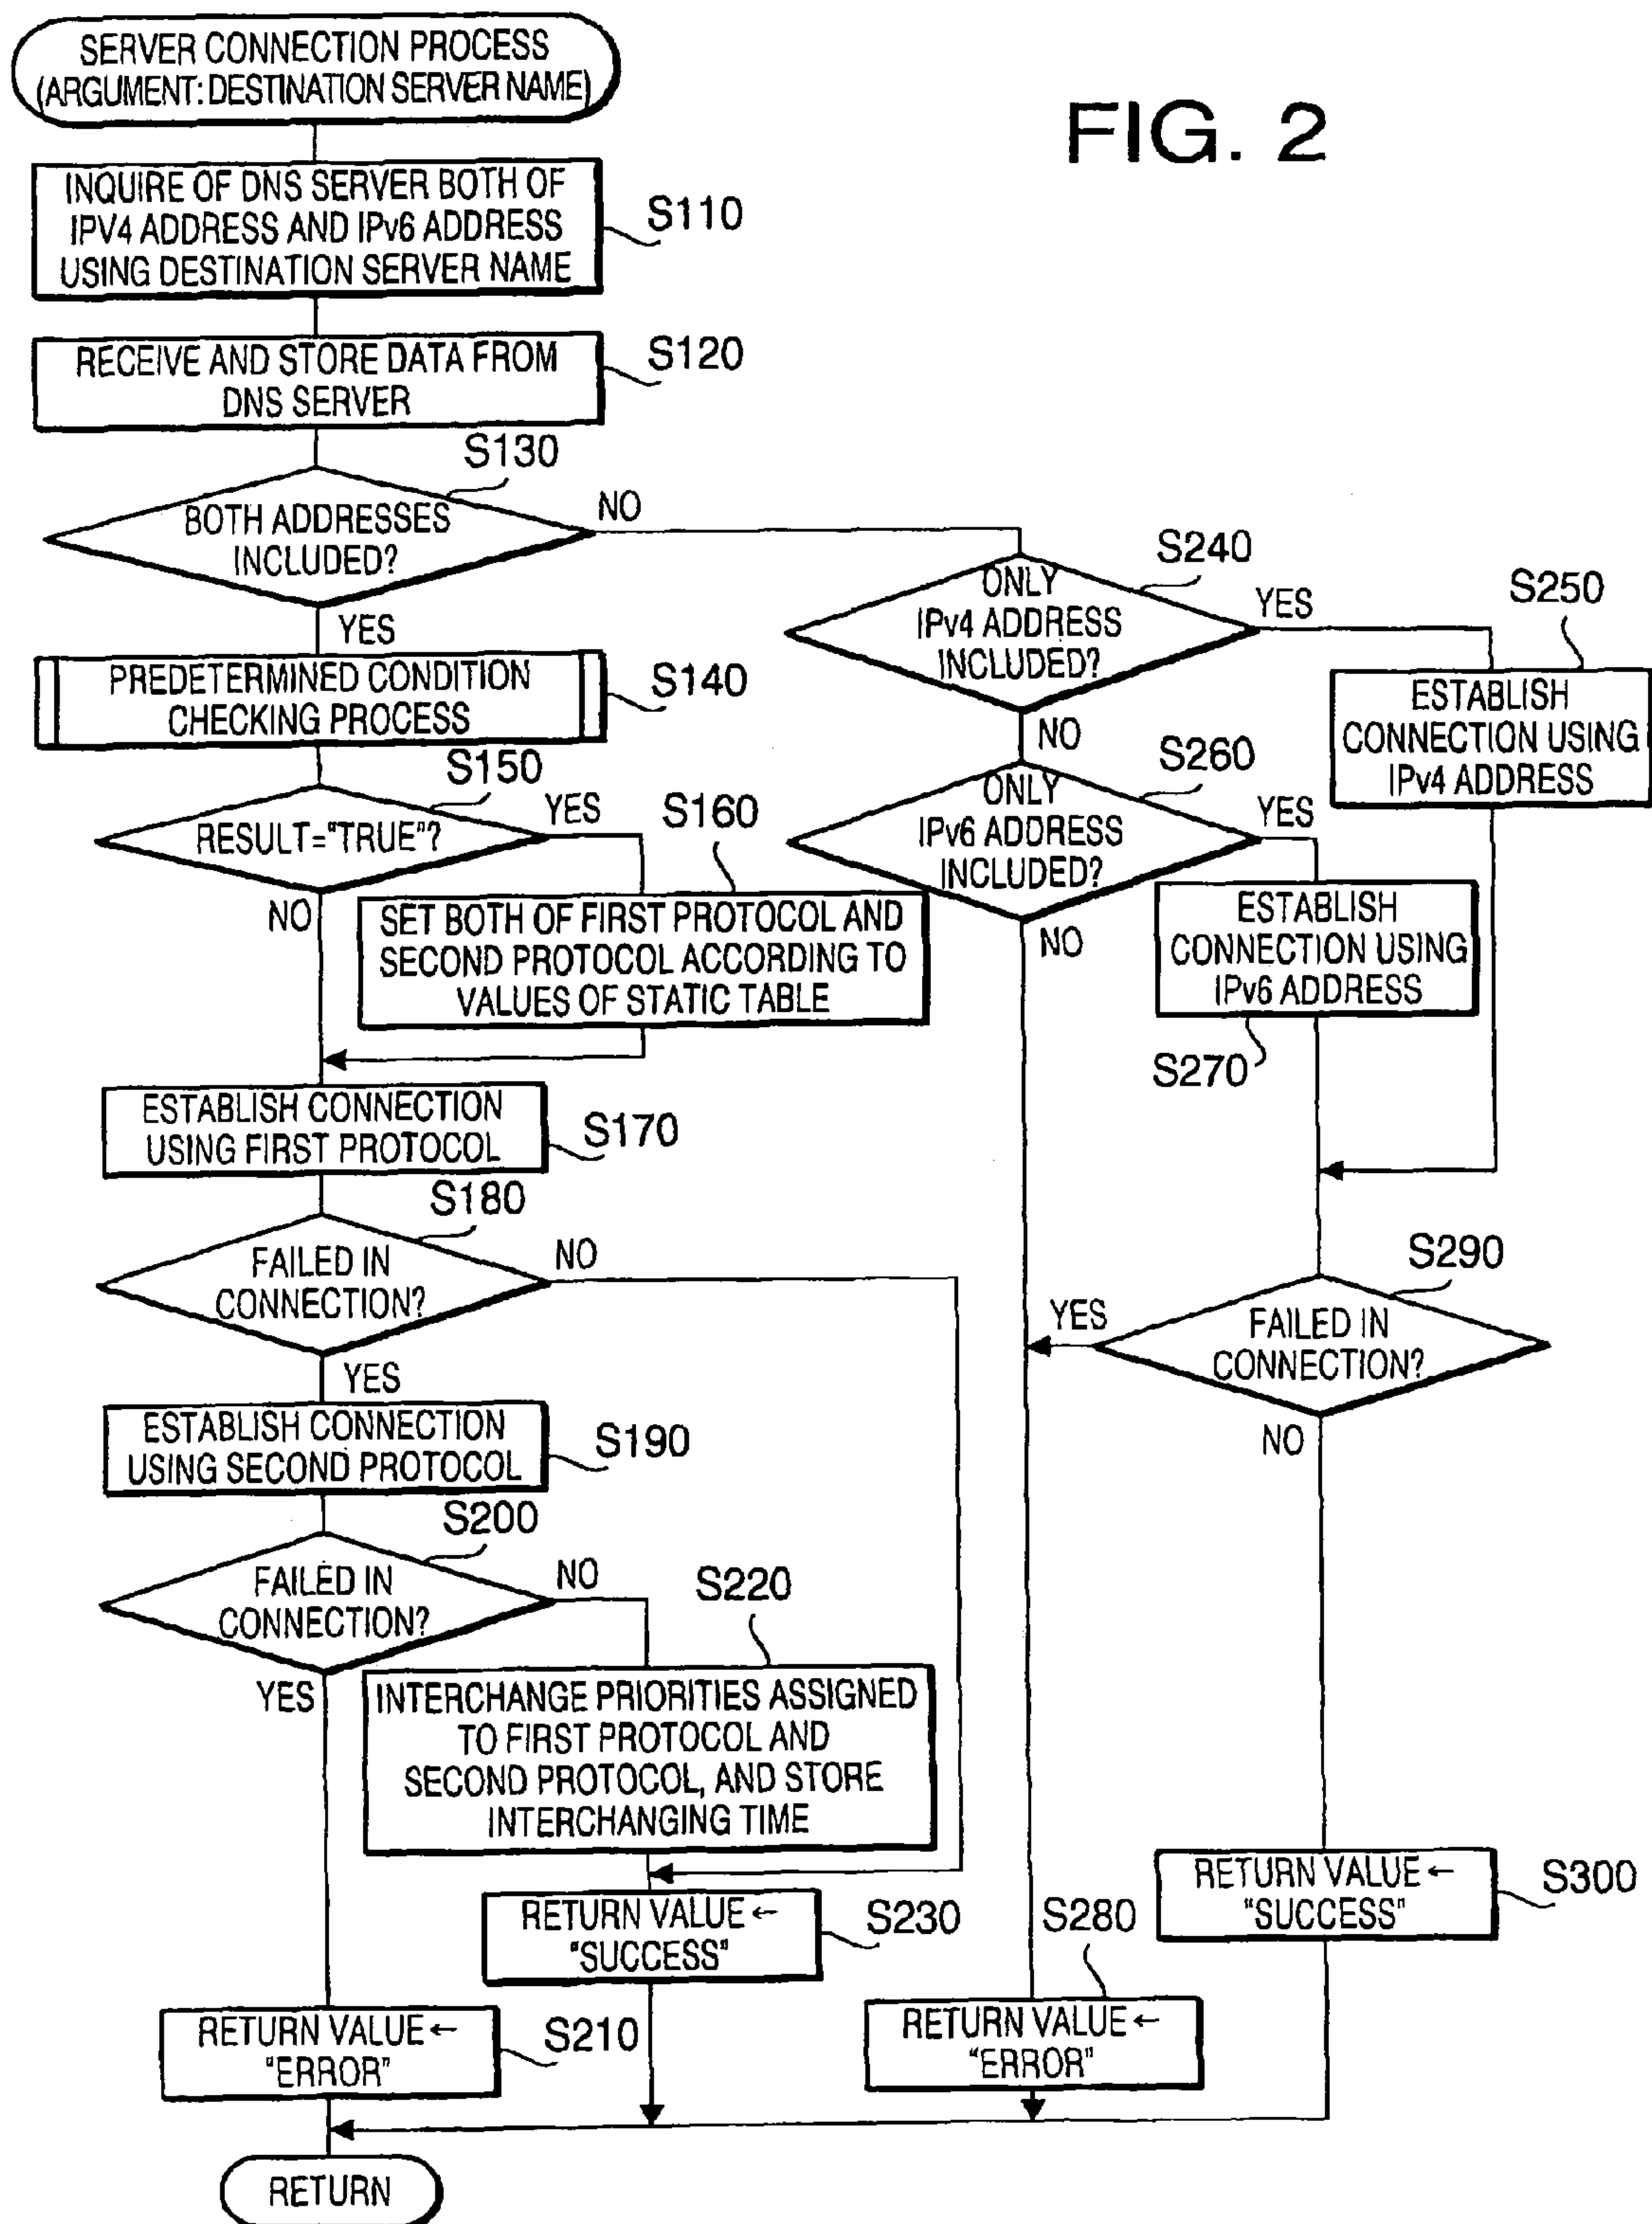 SERVER CONNECTION PROCESS
(ARGUMENT: DESTINATION SERVER NAME)
FIG. 2
INQUIRE OF DNS SERVER BOTH OF
IPV4 ADDRESS AND IPv6 ADDRESS
USING DESTINATION SERVER NAME
S110
RECEIVE AND STORE DATA FROM
DNS SERVER
S120
S130
BOTH ADDRESSES
INCLUDED?
NO
YES
PREDETERMINED CONDITION
CHECKING PROCESS
S140
S150
RESULT="TRUE"?
YES
NO
S160
SET BOTH OF FIRST PROTOCOL AND
SECOND PROTOCOL ACCORDING TO
VALUES OF STATIC TABLE
ESTABLISH CONNECTION
USING FIRST PROTOCOL
S170
S180
FAILED IN
CONNECTION?
NO
YES
ESTABLISH CONNECTION
USING SECOND PROTOCOL
S190
S200
FAILED IN
CONNECTION?
NO
YES
S220
INTERCHANGE PRIORITIES ASSIGNED
TO FIRST PROTOCOL AND
SECOND PROTOCOL, AND STORE
INTERCHANGING TIME
RETURN VALUE ←
"SUCCESS"
S230
RETURN VALUE ←
"ERROR"
S210
S240
ONLY
IPv4 ADDRESS
INCLUDED?
YES
NO
S250
ESTABLISH
CONNECTION USING
IPv4 ADDRESS
S260
ONLY
IPv6 ADDRESS
INCLUDED?
YES
NO
ESTABLISH
CONNECTION USING
IPv6 ADDRESS
S270
S290
FAILED IN
CONNECTION?
YES
NO
RETURN VALUE ←
"SUCCESS"
S300
S280
RETURN VALUE ←
"ERROR"
RETURN